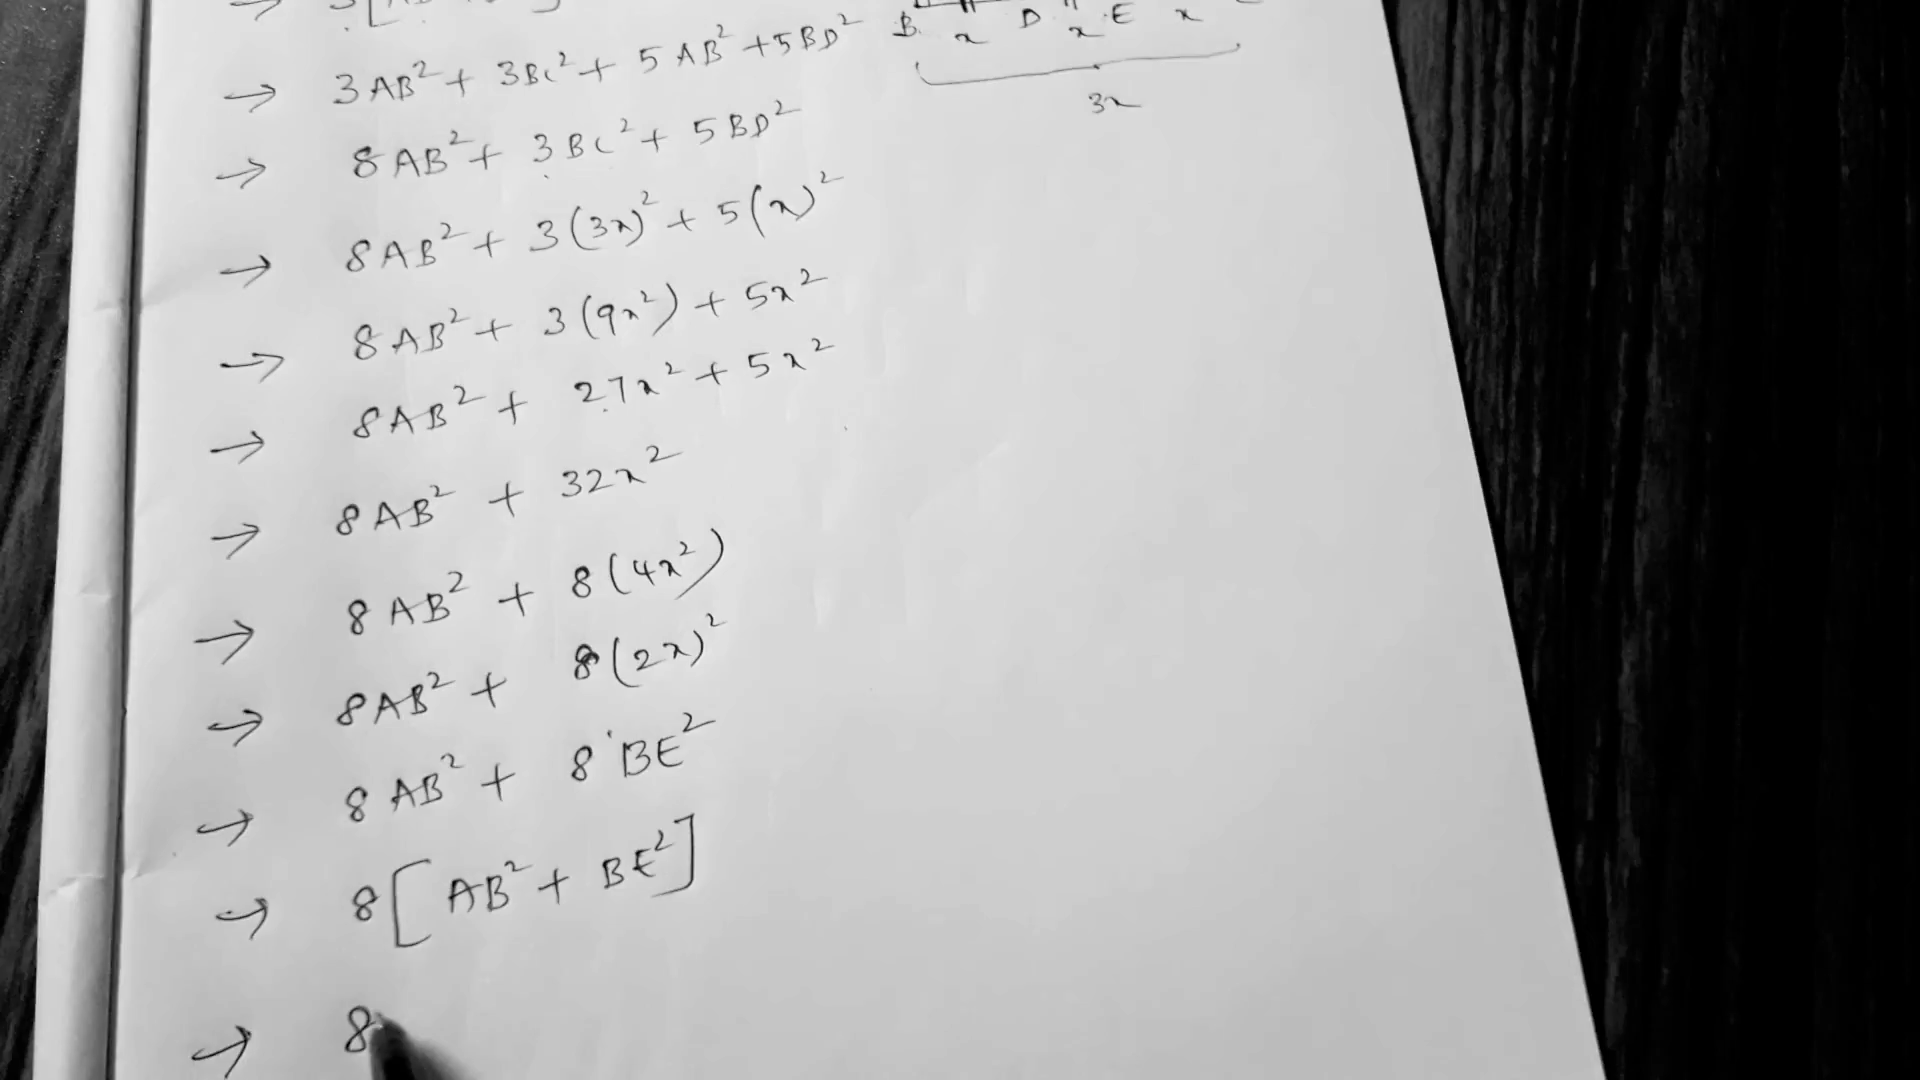 B. x D x E x
3x
→ 3AB² + 3BC² + 5AB² + 5BD²
→ 8AB² + 3BC² + 5BD²
→ 8AB² + 3(3x)² + 5(x)²
→ 8AB² + 3(9x²) + 5x²
→ 8AB² + 27x² + 5x²
→ 8AB² + 32x²
→ 8AB² + 8(4x²)
→ 8AB² + 8(2x)²
→ 8AB² + 8BE²
→ 8[AB² + BE²]
→ 8